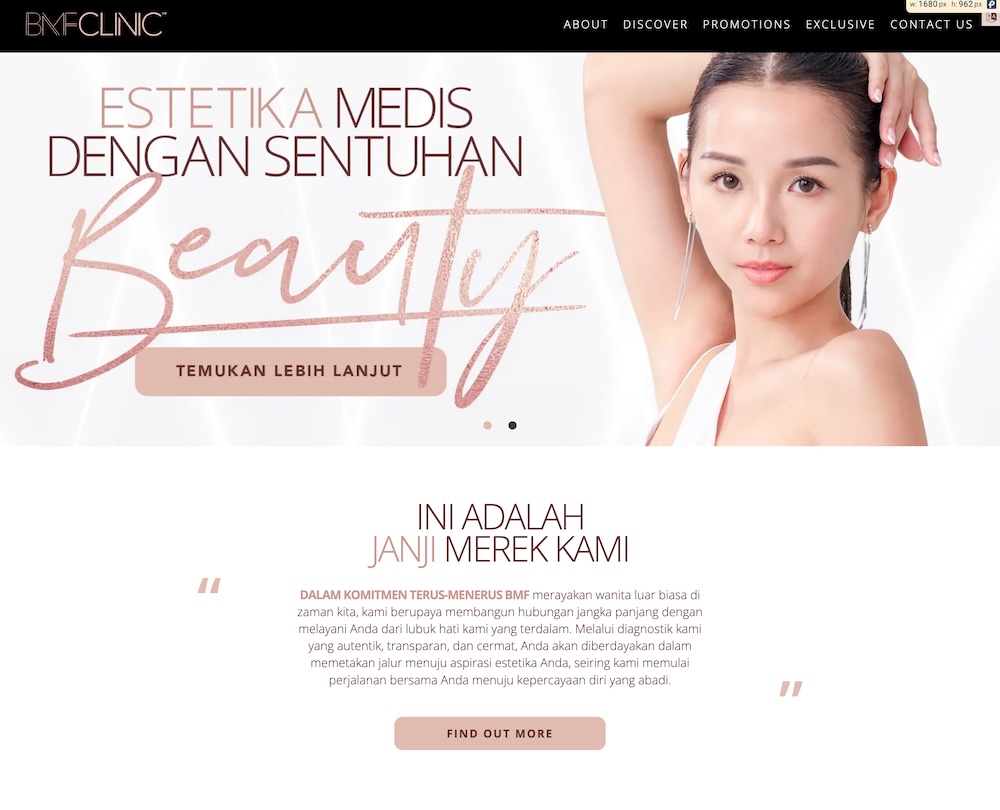 BMFCLINIC™
ABOUT DISCOVER PROMOTIONS EXCLUSIVE CONTACT US
w: 1680 px h: 962 px
ESTETIKA MEDIS
DENGAN SENTUHAN
Beauty
TEMUKAN LEBIH LANJUT
INI ADALAH
JANJI MEREK KAMI
"
DALAM KOMITMEN TERUS-MENERUS BMF merayakan wanita luar biasa di
zaman kita, kami berupaya membangun hubungan jangka panjang dengan
melayani Anda dari lubuk hati kami yang terdalam. Melalui diagnostik kami
yang autentik, transparan, dan cermat, Anda akan diberdayakan dalam
memetakan jalur menuju aspirasi estetika Anda, seiring kami memulai
perjalanan bersama Anda menuju kepercayaan diri yang abadi.
"
FIND OUT MORE